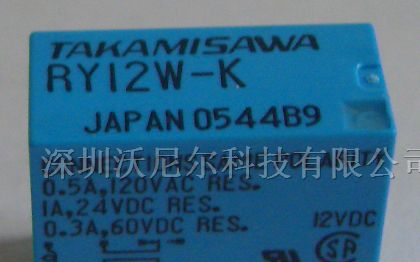 TAKAMISAWA
RY12W-K
JAPAN 0544B9
深圳沃尼尔科技有限
0.5A,120VAC RES.
1A,24VDC RES.
0.3A,60VDC RES.
12VDC